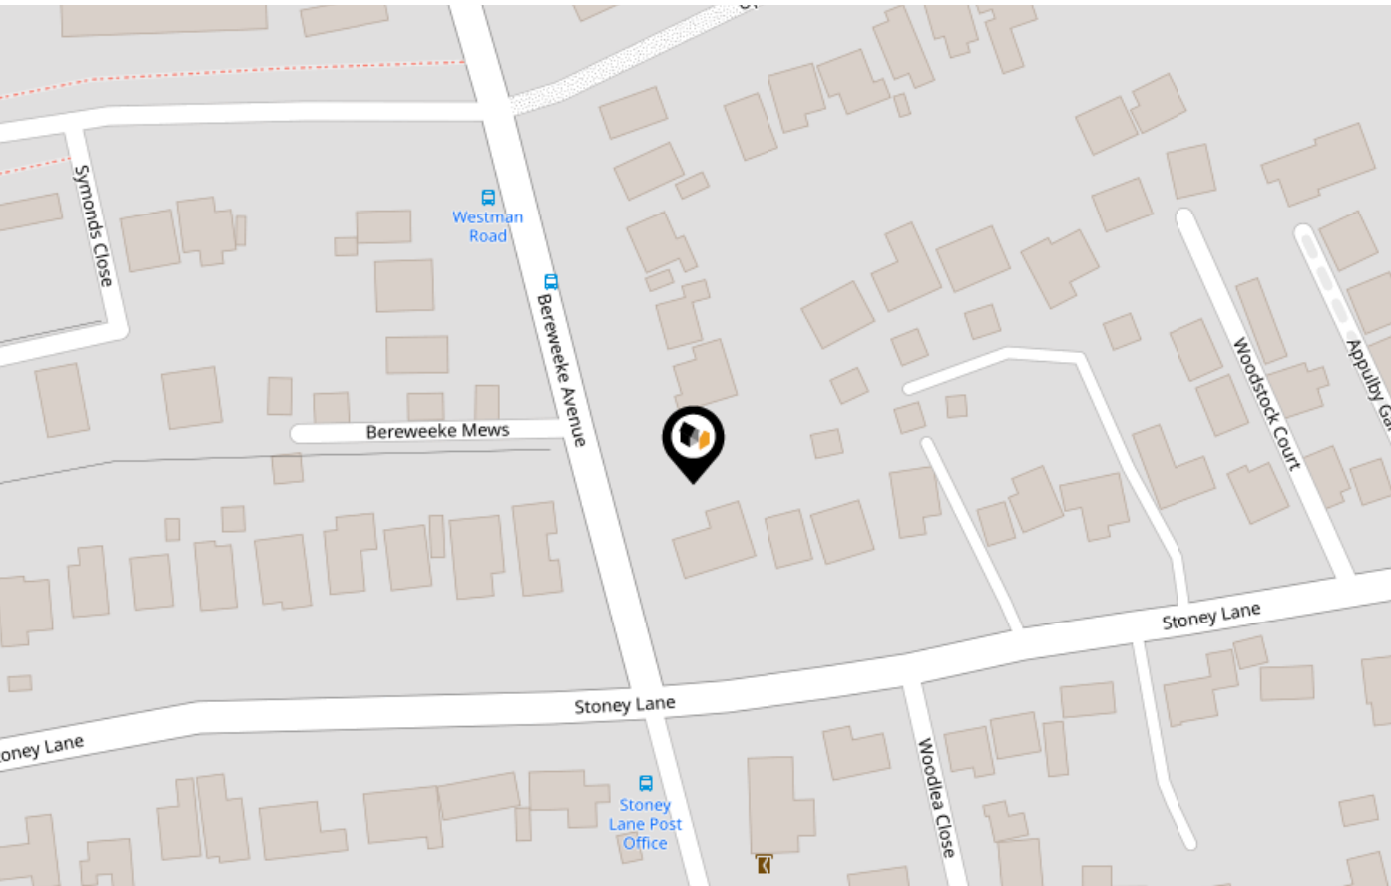 Symonds Close
Westman
Road
Bereweeke Avenue
Bereweeke Mews
Woodstock Court
Appulby
Stoney Lane
Stoney Lane
Lane
Woodlea Close
Stoney
Lane Post
Office